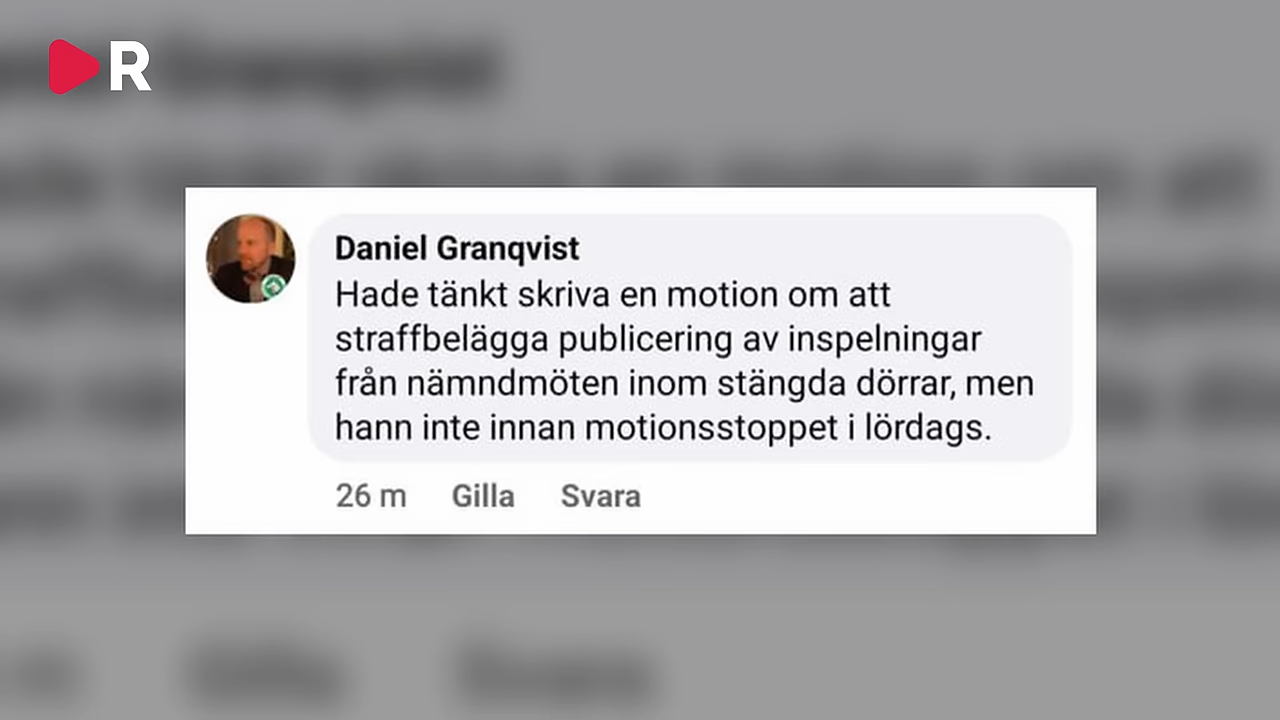 R
Daniel Granqvist
Hade tänkt skriva en motion om att
straffbelägga publicering av inspelningar
från nämndmöten inom stängda dörrar, men
hann inte innan motionsstoppet i lördags.
26 m Gilla Svara